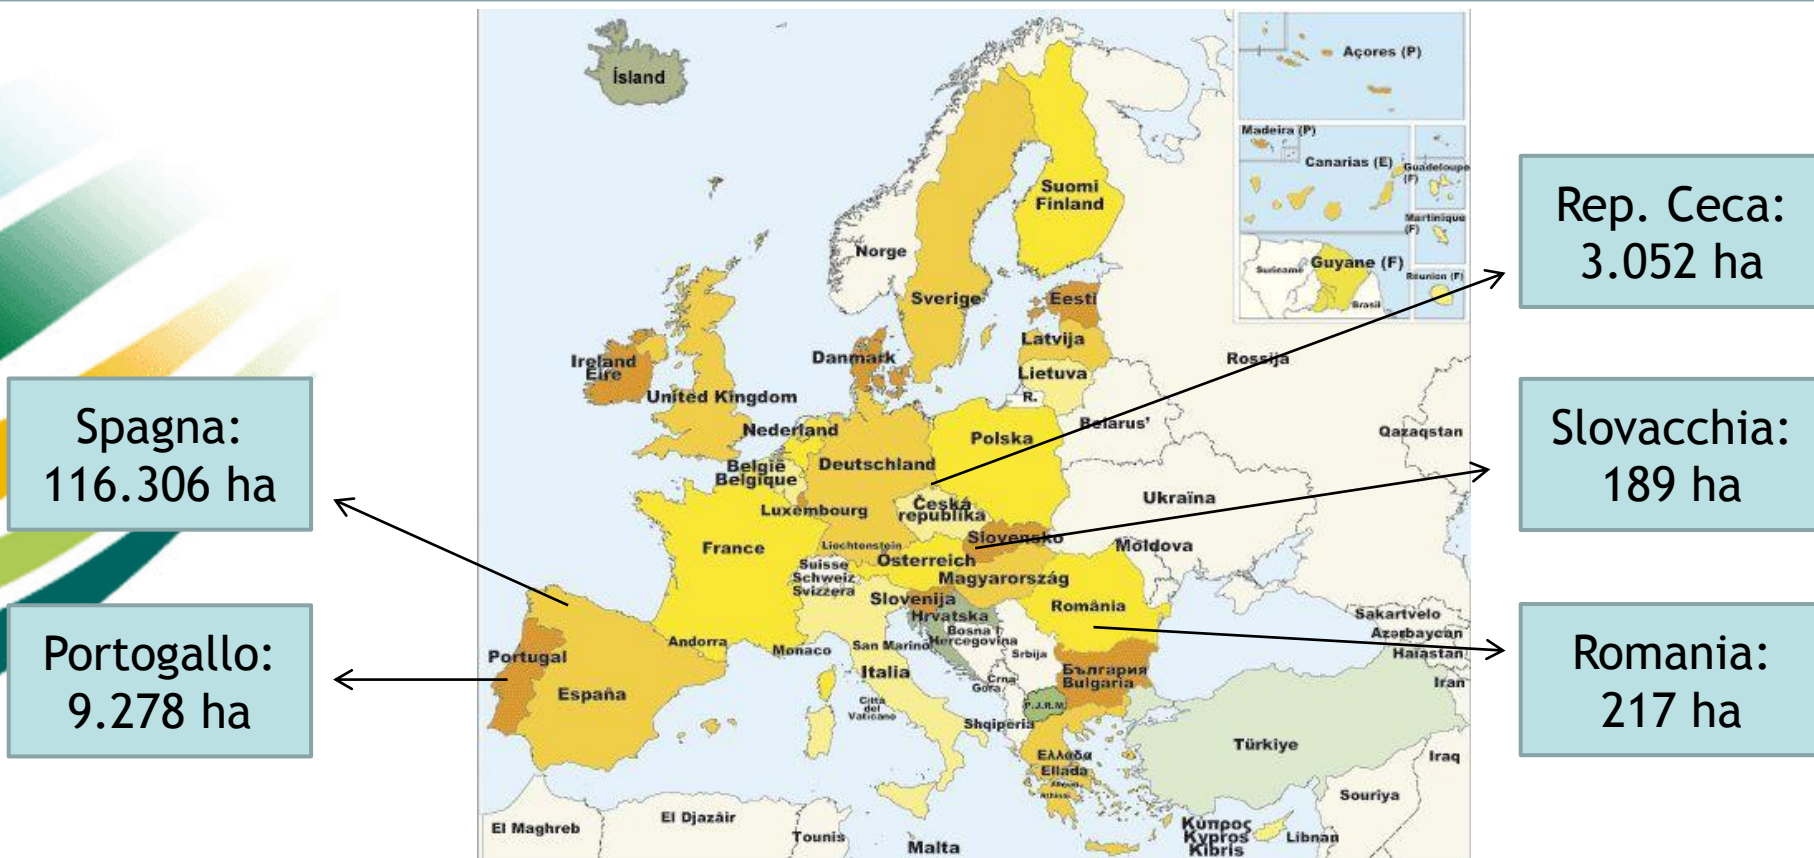 Spagna:
116.306 ha
Portogallo:
9.278 ha
Ísland
Norge
Sverige
Suomi
Finland
Eesti
Latvija
Lietuva
R.
Danmark
Ireland
Eire
United Kingdom
Nederland
België
Belgique
Deutschland
Polska
Belarus’
Rossija
Qazaqstan
Luxembourg
Česká
republika
Ukraïna
France
Liechtenstein
Slovensko
Moldova
Suisse
Schweiz
Svizzera
Österreich
Magyarország
Slovenija
Hrvatska
România
Bosna i
Hercegovina
Srbija
Andorra
Monaco
San Marino
Italia
Città
del
Vaticano
Crna
Gora
P.J.R.M.
България
Bulgaria
Portugal
España
Shqipëria
Ελλαδα
Ellada
Türkiye
Sakartvelo
Azərbaycan
Haïastan
Iran
Iraq
Souriya
Libnan
Κύπρος
Kypros
Kibris
El Maghreb
El Djazâir
Tounis
Malta
Açores (P)
Madeira (P)
Canarias (E)
Guadeloupe
(F)
Martinique
(F)
Guyane (F)
Suriname
Brasil
Réunion (F)
Rep. Ceca:
3.052 ha
Slovacchia:
189 ha
Romania:
217 ha